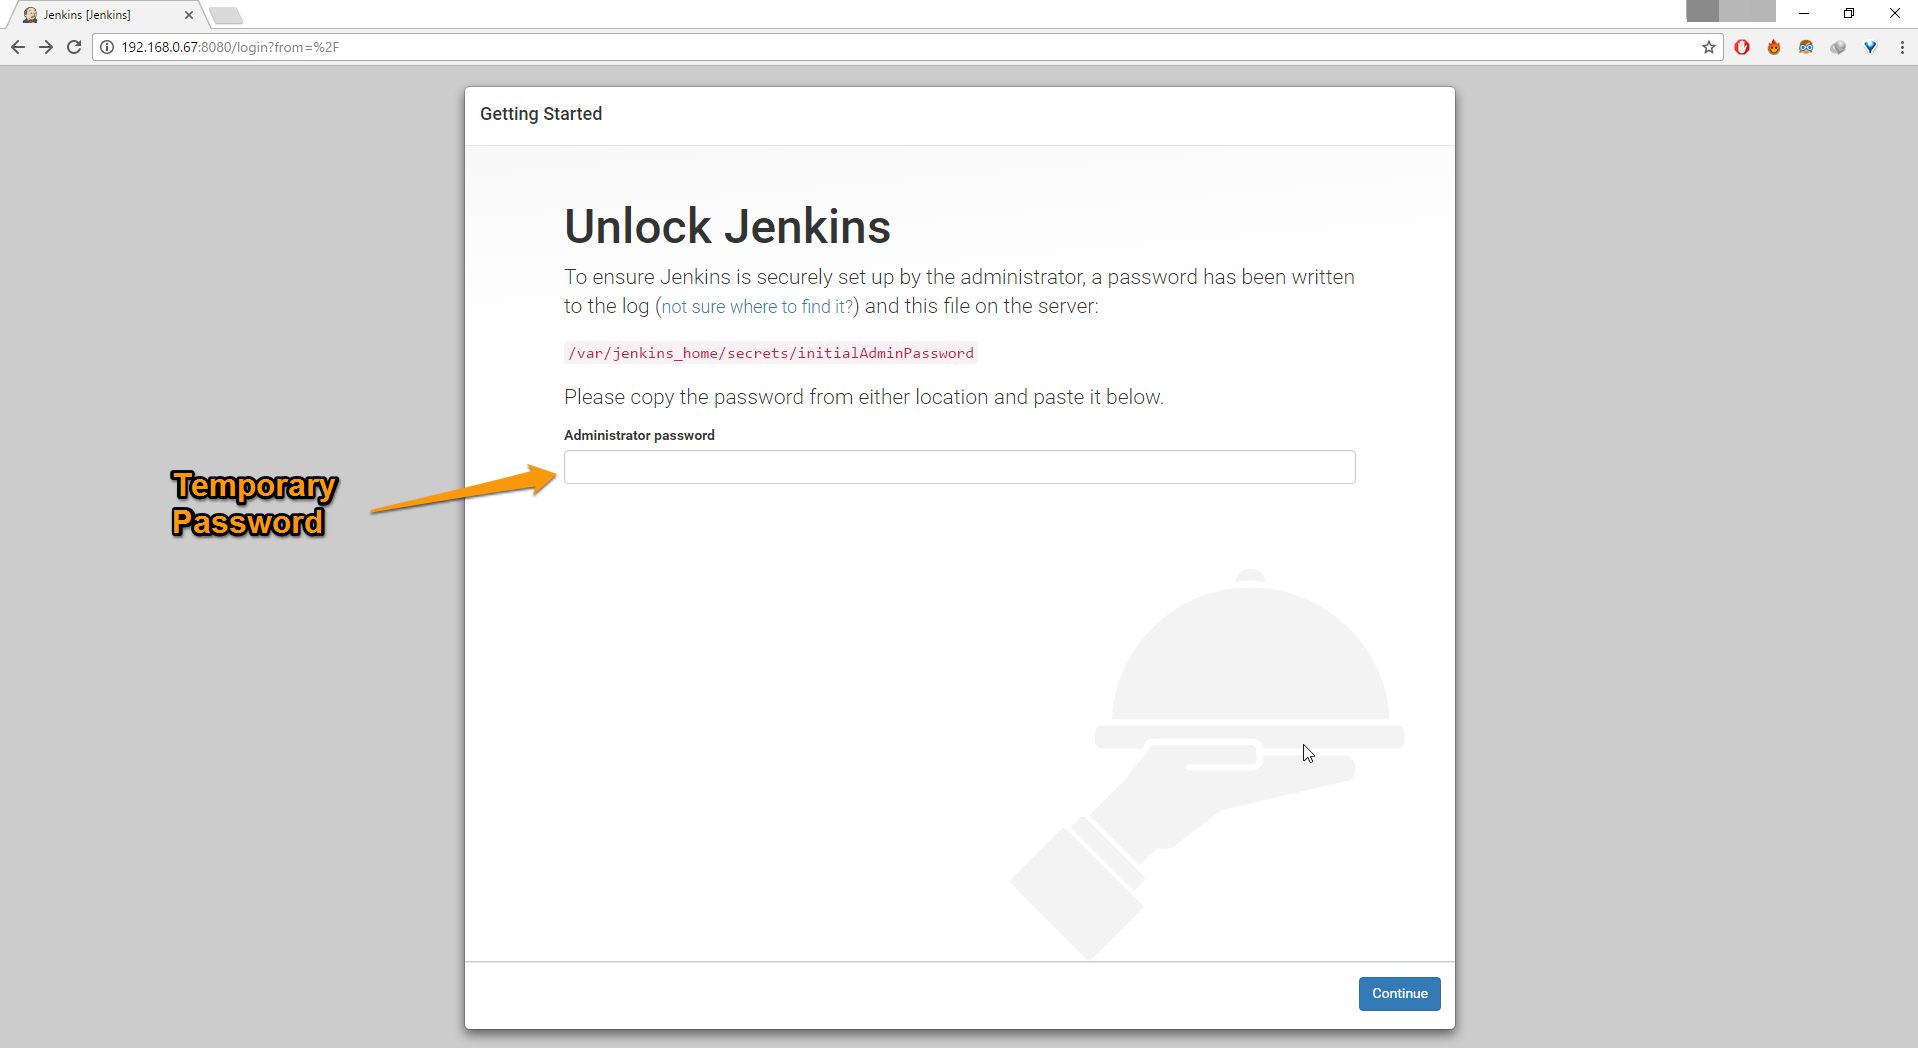 Jenkins [Jenkins]
192.168.0.67:8080/login?from=%2F
Getting Started
Unlock Jenkins
To ensure Jenkins is securely set up by the administrator, a password has been written
to the log (not sure where to find it?) and this file on the server:
/var/jenkins_home/secrets/initialAdminPassword
Please copy the password from either location and paste it below.
Administrator password
Temporary
Password
Continue